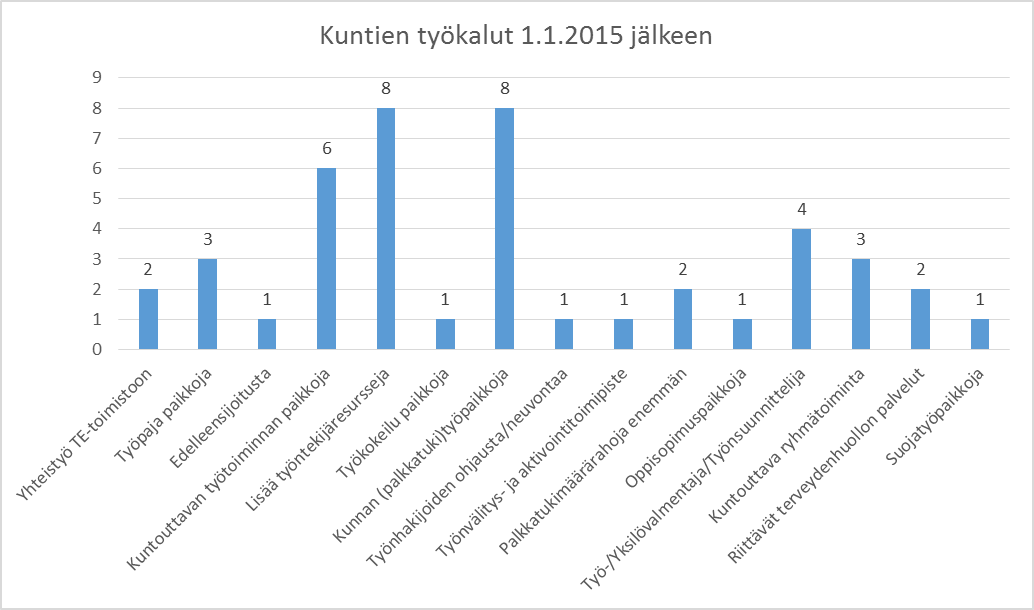 Kuntien työkalut 1.1.2015 jälkeen
9
8
7
6
5
4
3
2
1
0
2
3
1
6
8
1
8
1
1
2
1
4
3
2
1
Yhteistyö TE-toimistoon
Työpaja paikkoja
Edelleensijoitusta
Kuntouttavan työtoiminnan paikkoja
Lisää työntekijäresursseja
Työkokeilu paikkoja
Kunnan (palkkatuki)työpaikkoja
Työnhakijoiden ohjausta/neuvontaa
Työnvälitys- ja aktivointitoimipiste
Palkkatukimäärärahoja enemmän
Oppisopimuspaikkoja
Työ-/Yksilövalmentaja/Työnsuunnittelija
Kuntouttava ryhmätoiminta
Riittävät terveydenhuollon palvelut
Suojatyöpaikkoja